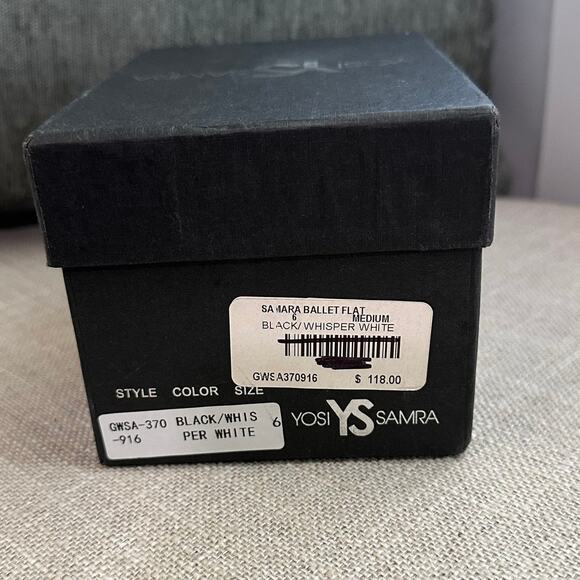 SAMARA BALLET FLAT
6 MEDIUM
BLACK/WHISPER WHITE
GWSA370916 $ 118.00
STYLE COLOR SIZE
GWSA-370 BLACK/WHIS 6
-916 PER WHITE
YOSI YS SAMRA